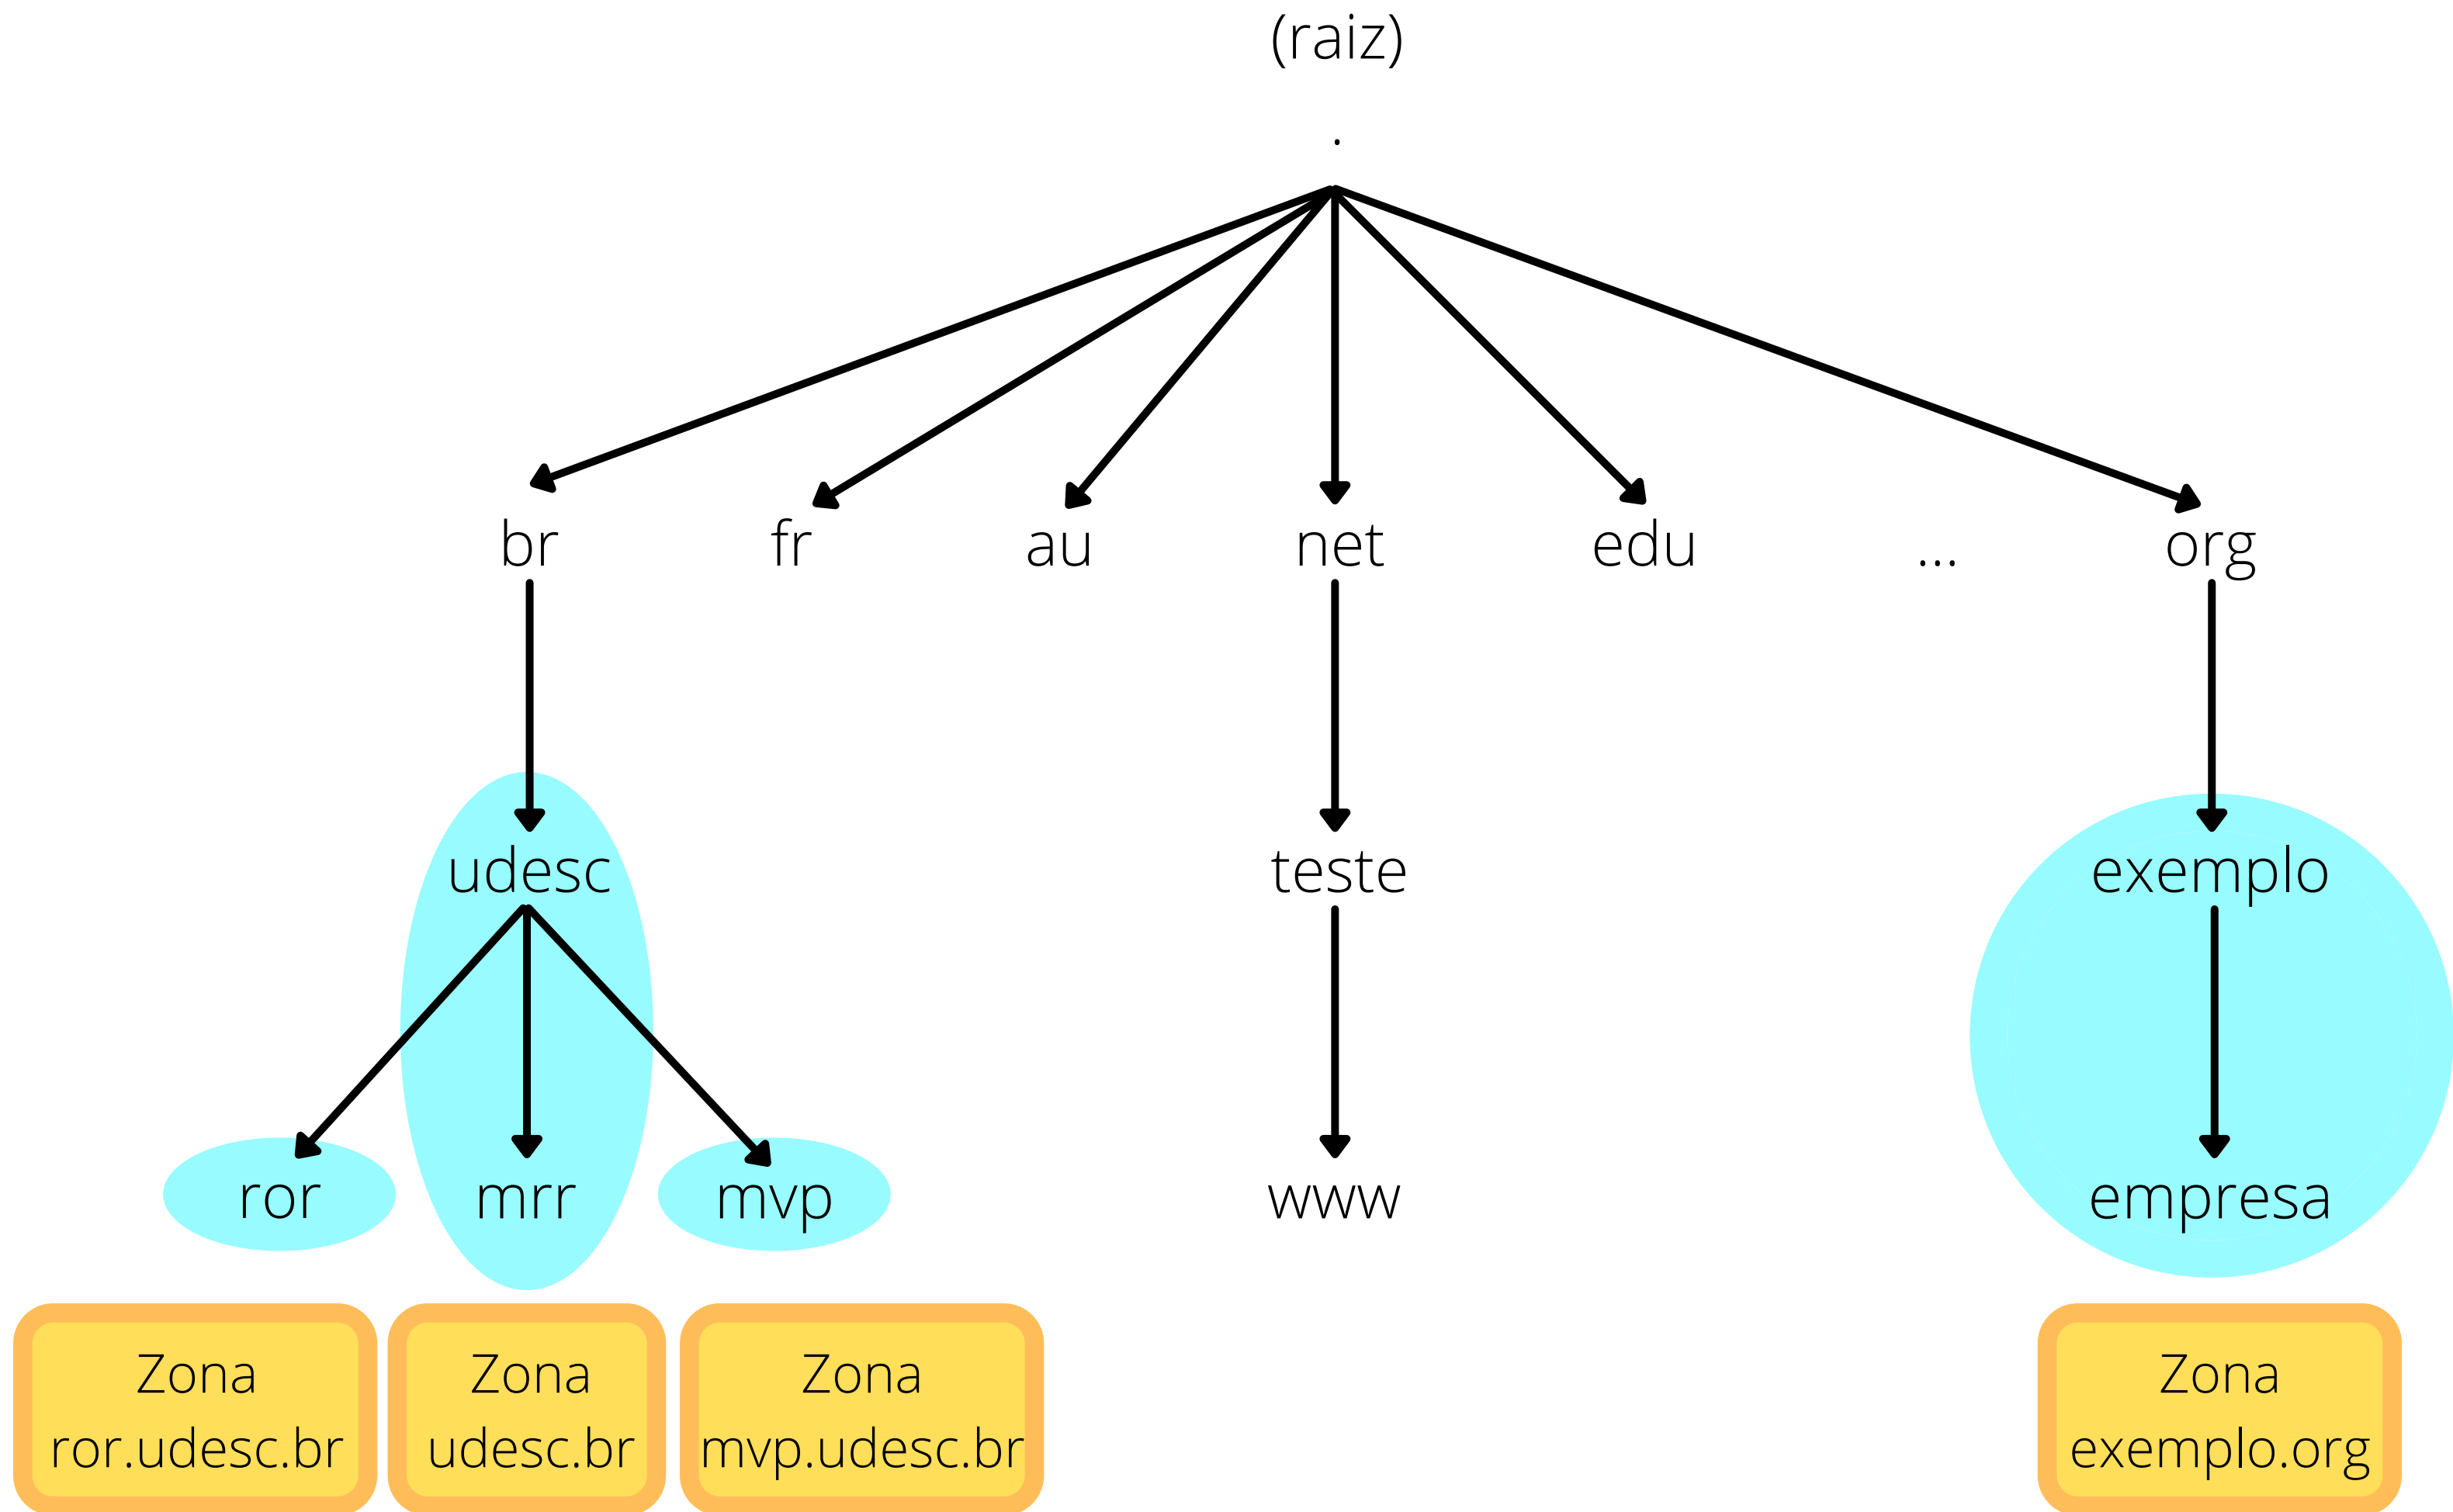 (raiz)
.
br fr au net edu ... org
udesc teste exemplo
ror mrr mvp www empresa
Zona Zona Zona Zona
ror.udesc.br udesc.br mvp.udesc.br exemplo.org